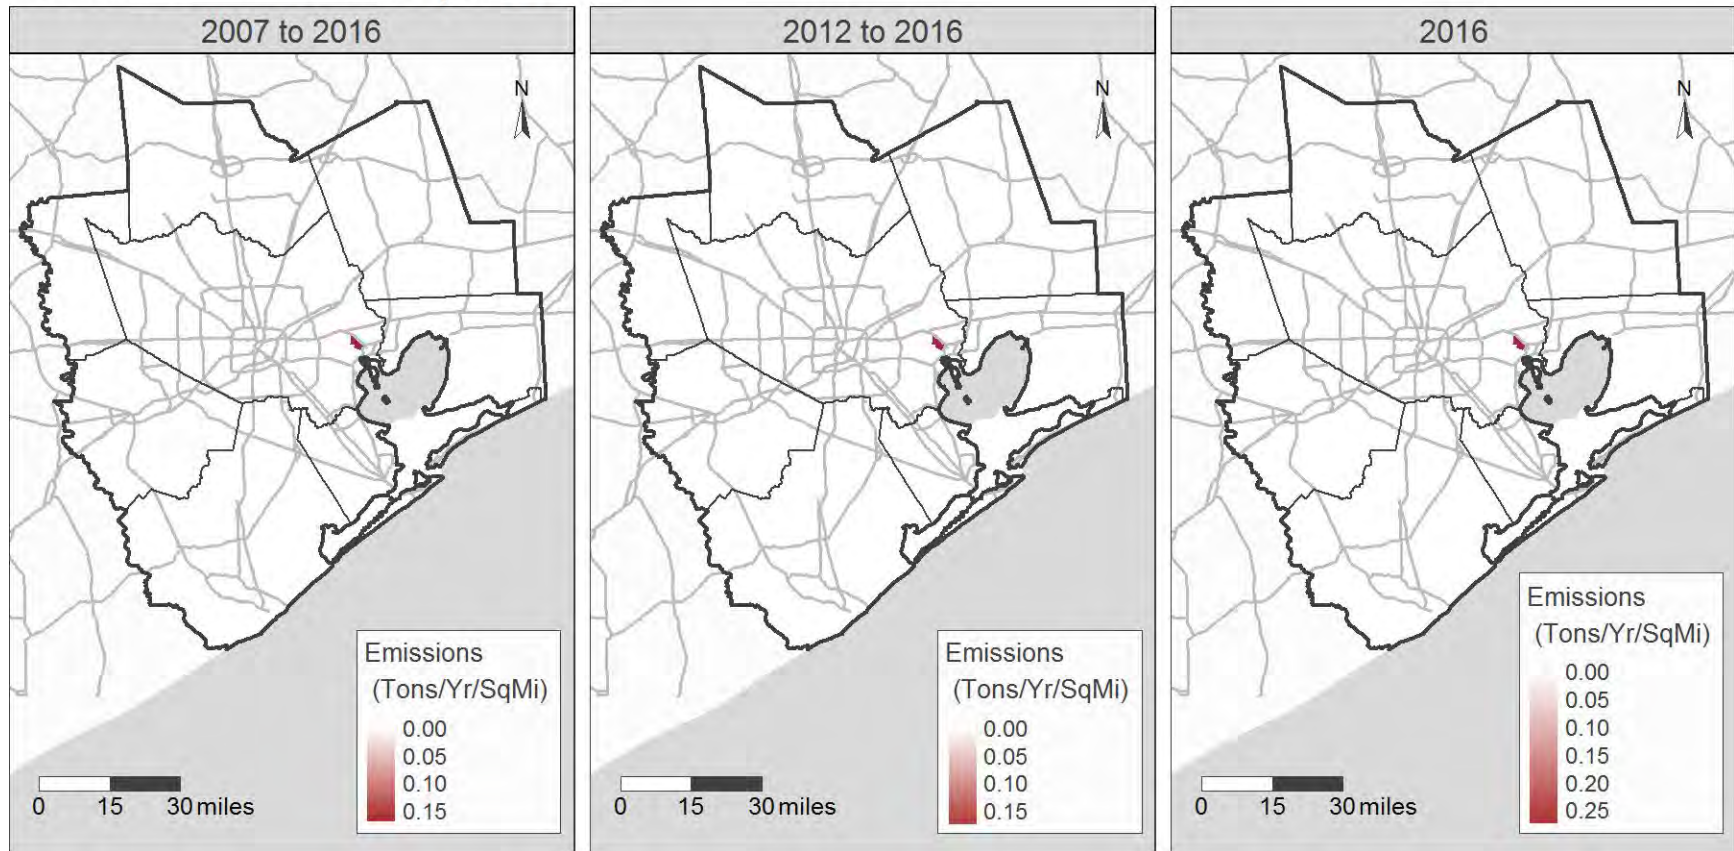 2007 to 2016
N
Emissions
(Tons/Yr/SqMi)
0.00
0.05
0.10
0.15
0 15 30 miles
2012 to 2016
N
Emissions
(Tons/Yr/SqMi)
0.00
0.05
0.10
0.15
0 15 30 miles
2016
N
Emissions
(Tons/Yr/SqMi)
0.00
0.05
0.10
0.15
0.20
0.25
0 15 30 miles